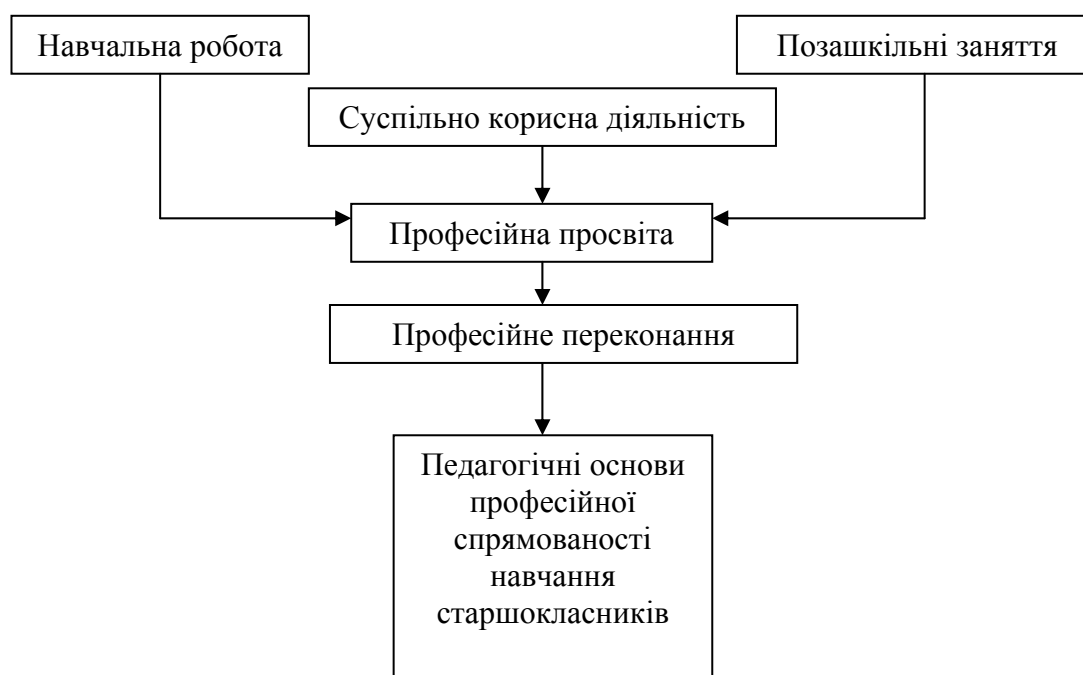 Навчальна робота
Позашкільні заняття
Суспільно корисна діяльність
Професійна просвіта
Професійне переконання
Педагогічні основи
професійної
спрямованості
навчання
старшокласників